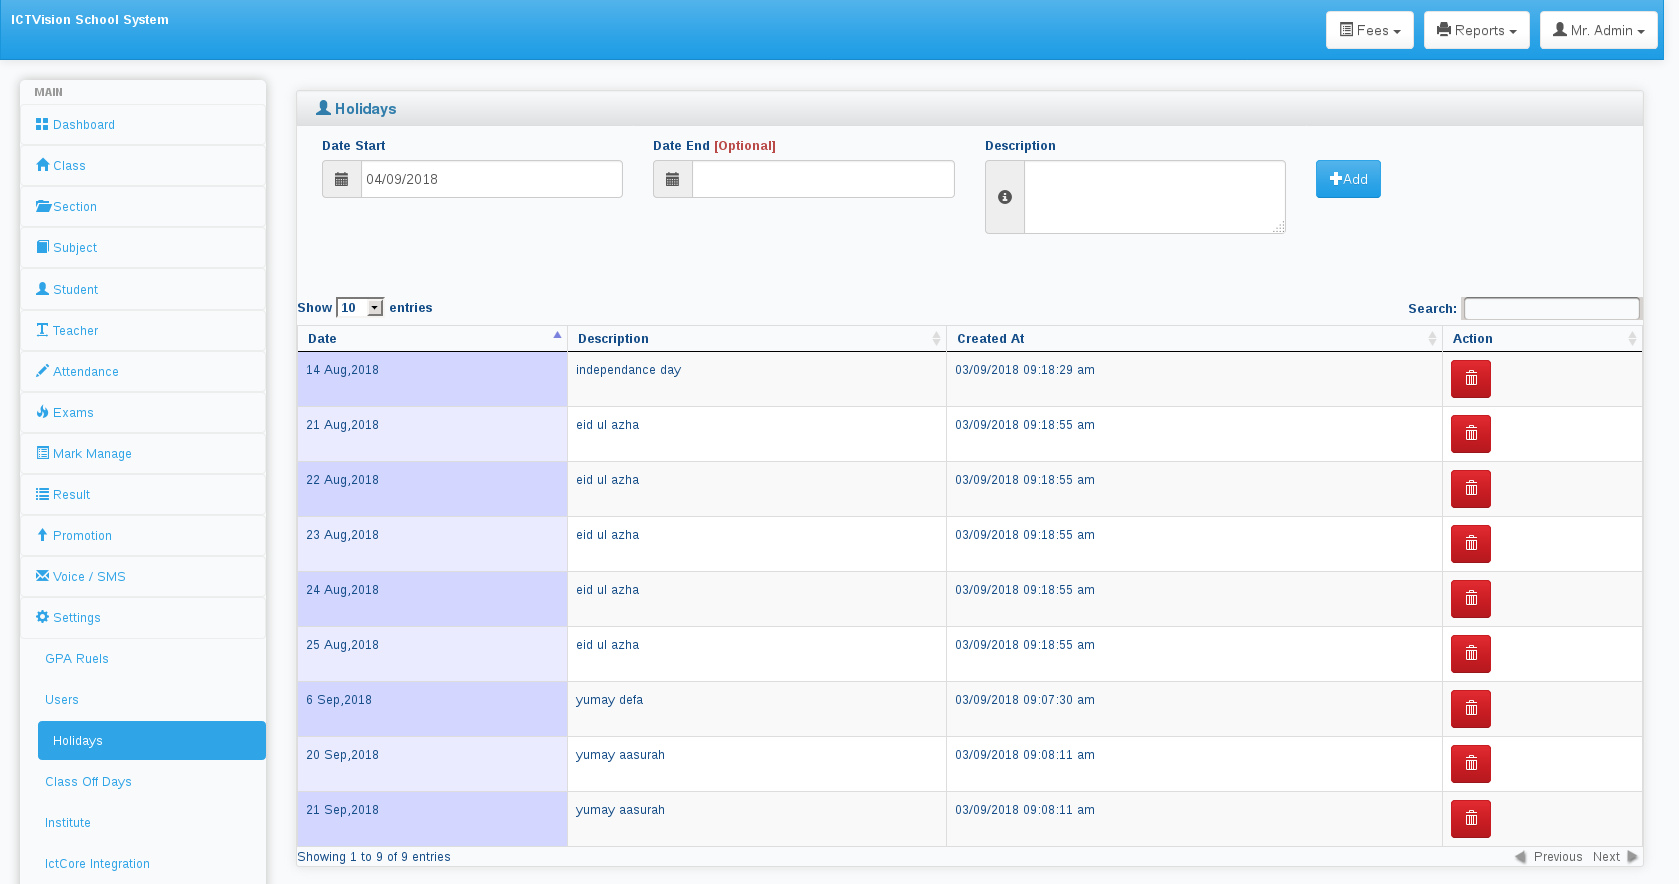 ICTVision School System
Fees
Reports
Mr. Admin
MAIN
Dashboard
Class
Section
Subject
Student
Teacher
Attendance
Exams
Mark Manage
Result
Promotion
Voice / SMS
Settings
GPA Ruels
Users
Holidays
Class Off Days
Institute
IctCore Integration
Holidays
Date Start
Date End [Optional]
Description
04/09/2018
Add
Show 10 entries
Search:
Date Description Created At Action
14 Aug,2018 independance day 03/09/2018 09:18:29 am
21 Aug,2018 eid ul azha 03/09/2018 09:18:55 am
22 Aug,2018 eid ul azha 03/09/2018 09:18:55 am
23 Aug,2018 eid ul azha 03/09/2018 09:18:55 am
24 Aug,2018 eid ul azha 03/09/2018 09:18:55 am
25 Aug,2018 eid ul azha 03/09/2018 09:18:55 am
6 Sep,2018 yumay defa 03/09/2018 09:07:30 am
20 Sep,2018 yumay aasurah 03/09/2018 09:08:11 am
21 Sep,2018 yumay aasurah 03/09/2018 09:08:11 am
Showing 1 to 9 of 9 entries
Previous Next